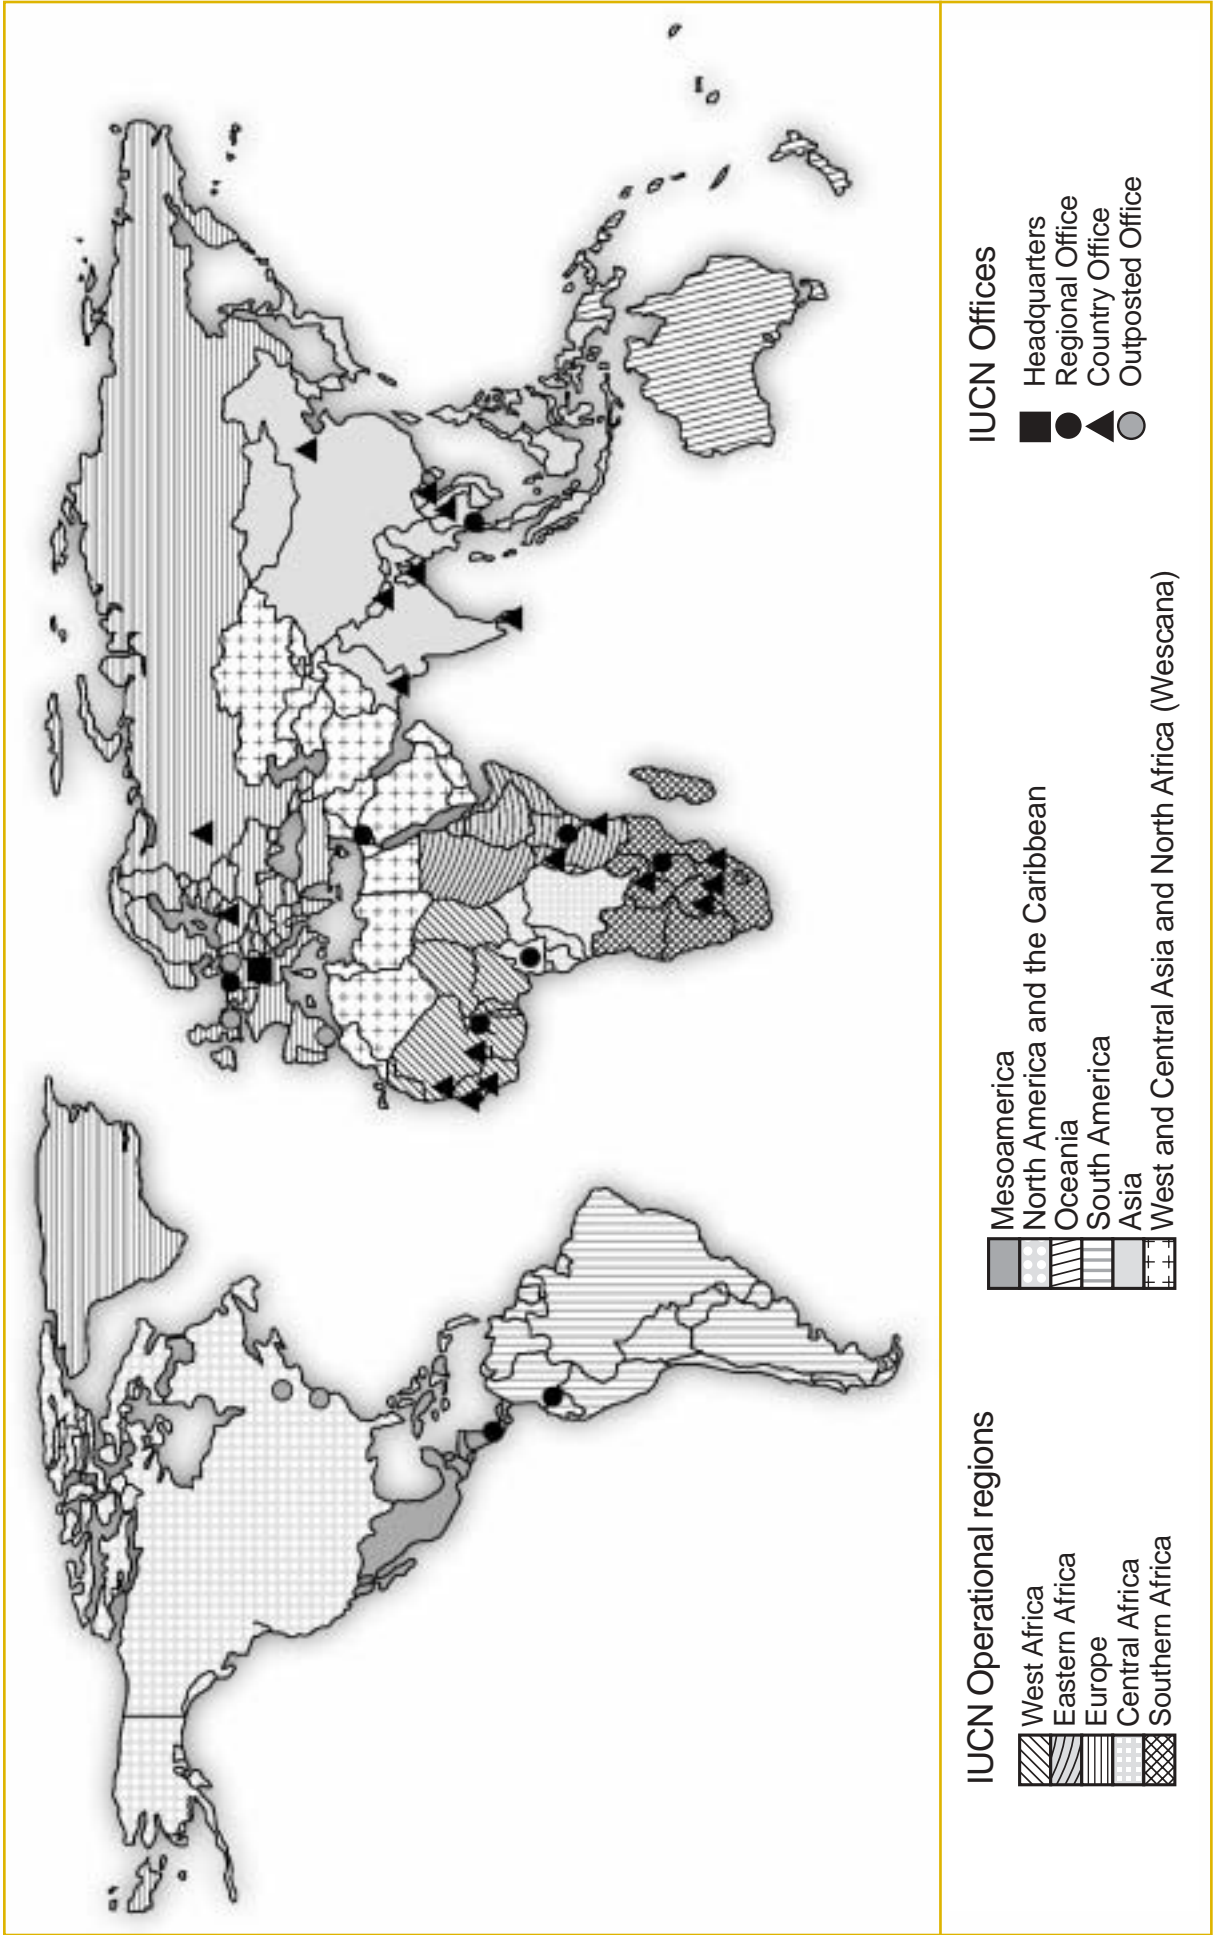 IUCN Operational regions
West Africa
Eastern Africa
Europe
Central Africa
Southern Africa
Mesoamerica
North America and the Caribbean
Oceania
South America
Asia
West and Central Asia and North Africa (Wescana)
IUCN Offices
Headquarters
Regional Office
Country Office
Outposted Office